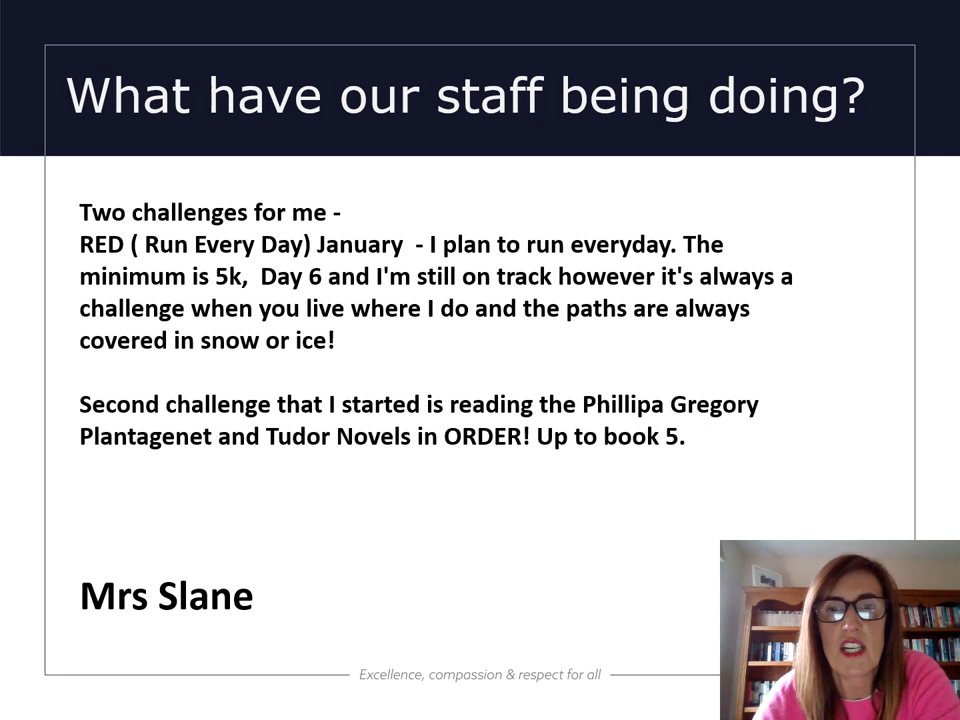 What have our staff being doing?
Two challenges for me -
RED ( Run Every Day) January  - I plan to run everyday. The
minimum is 5k,  Day 6 and I'm still on track however it's always a
challenge when you live where I do and the paths are always
covered in snow or ice!
Second challenge that I started is reading the Phillipa Gregory
Plantagenet and Tudor Novels in ORDER! Up to book 5.
Mrs Slane
Excellence, compassion & respect for all